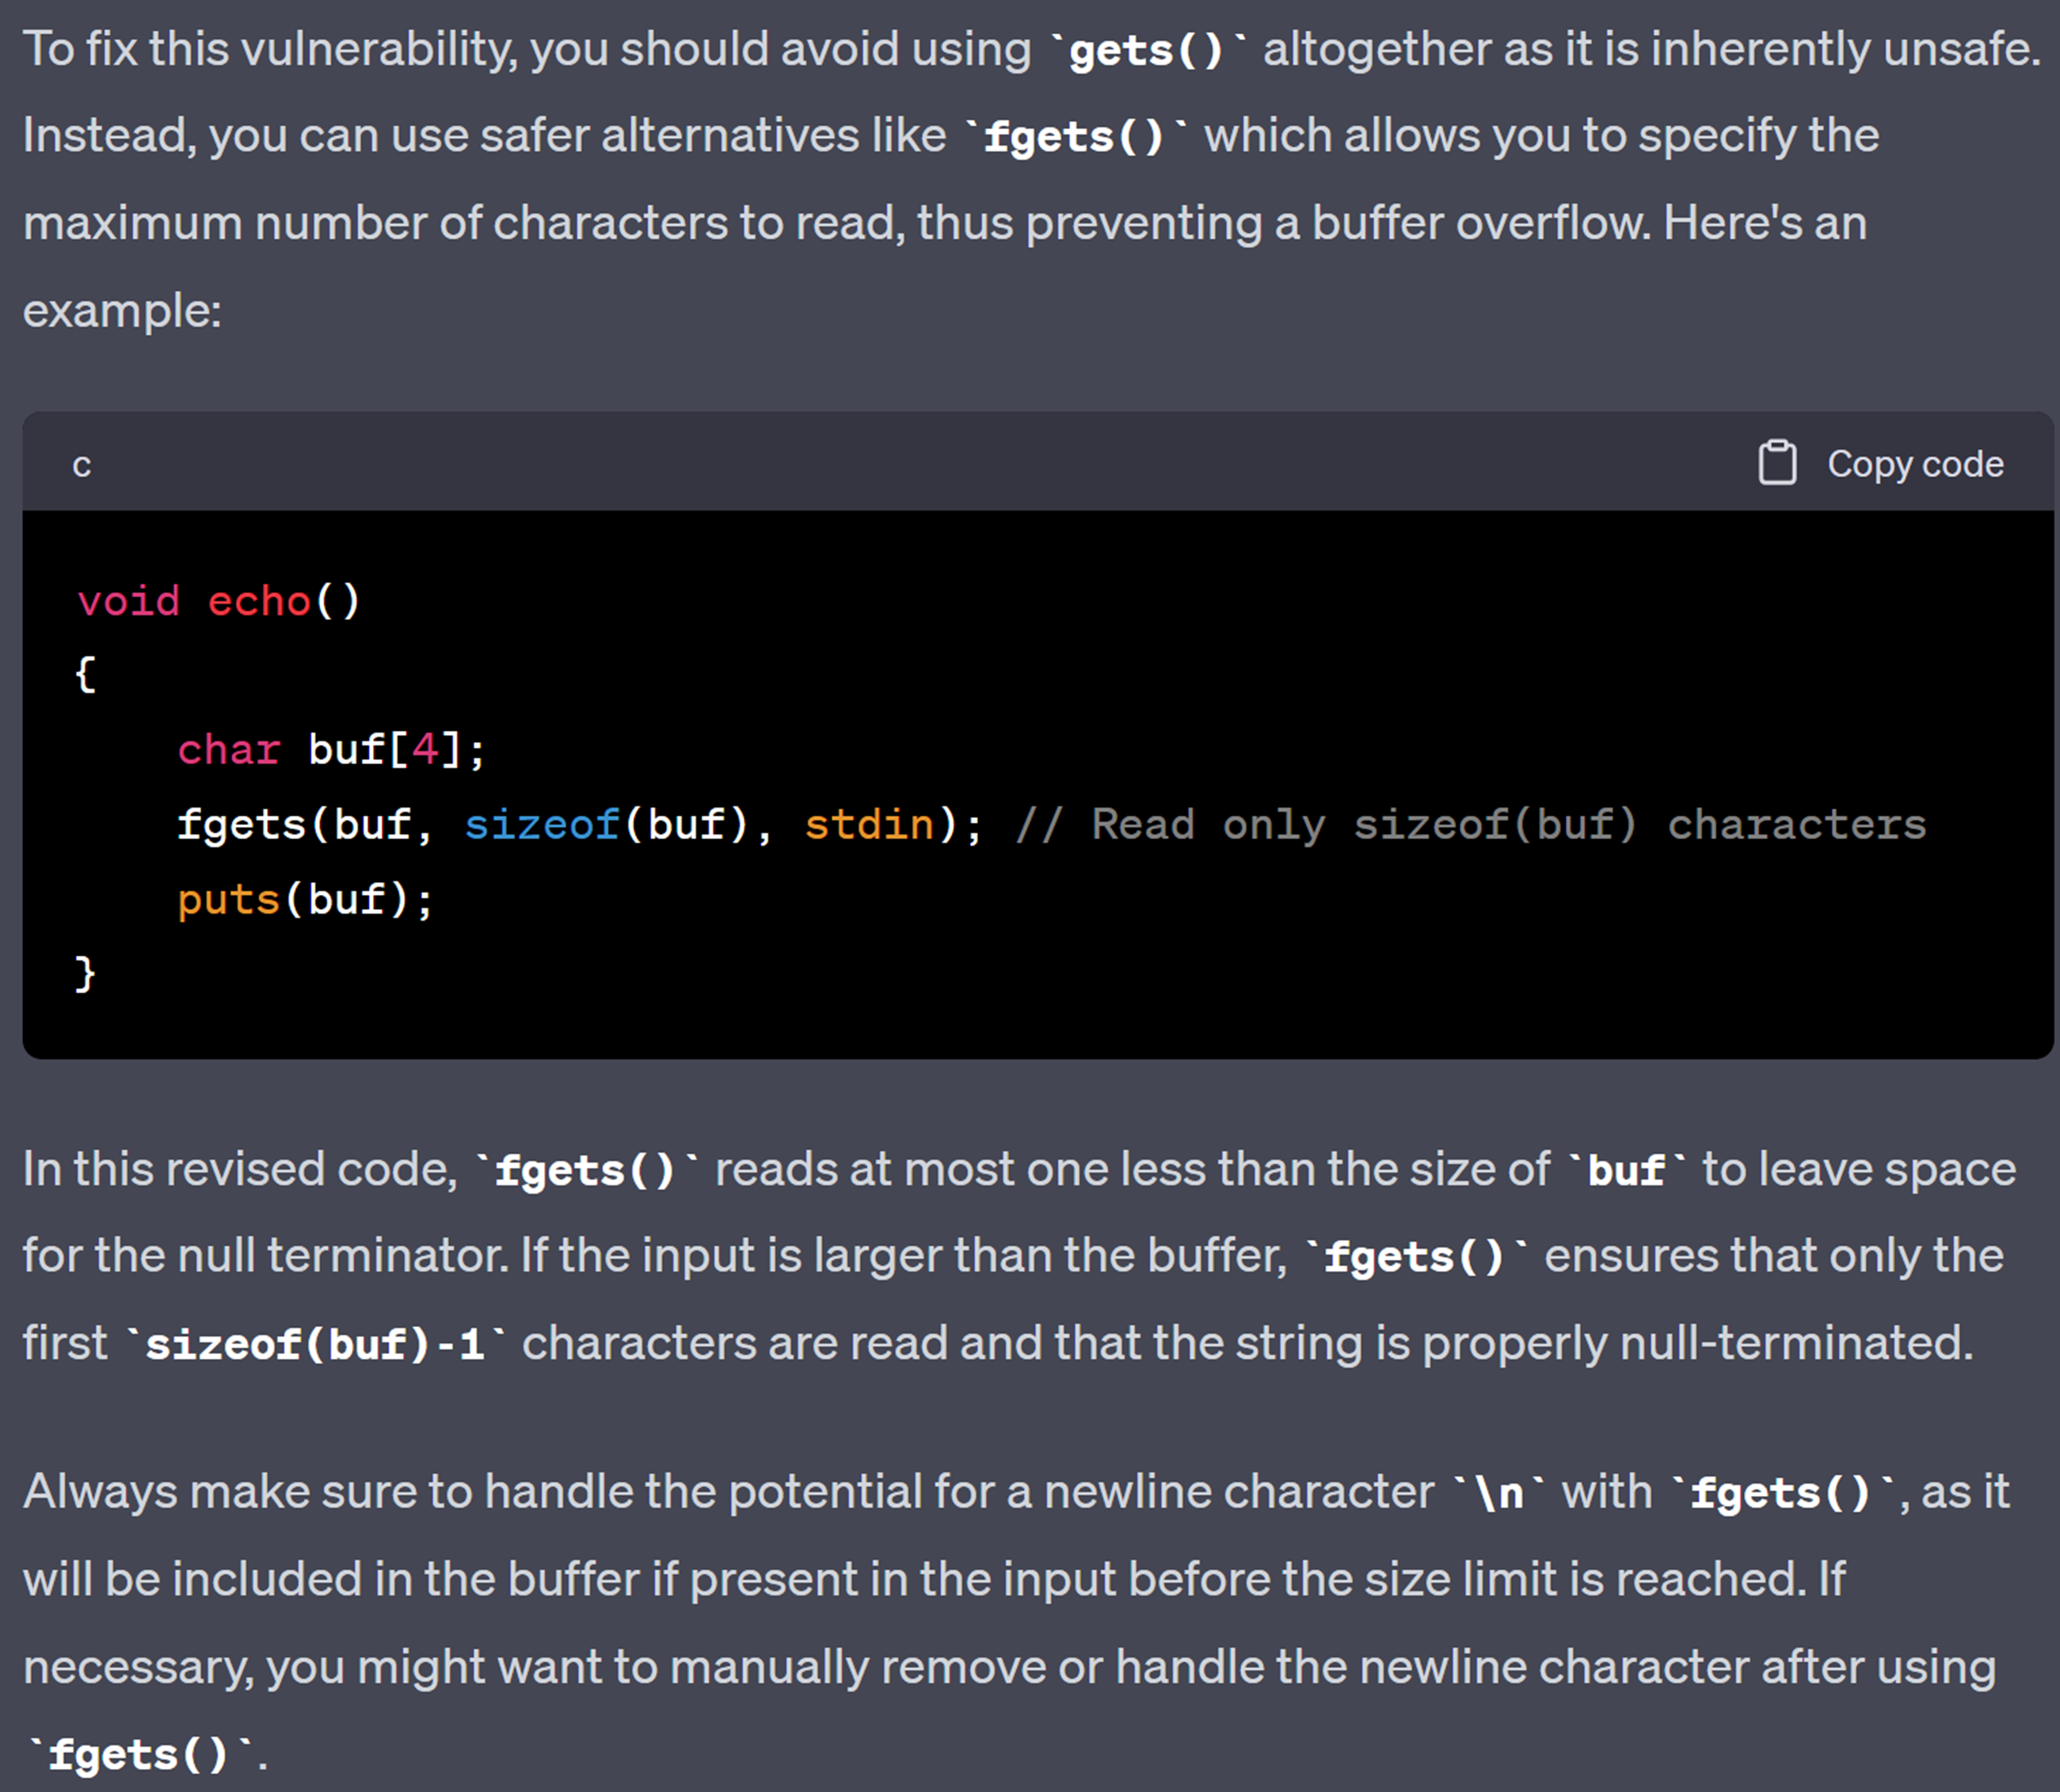 To fix this vulnerability, you should avoid using `gets()` altogether as it is inherently unsafe.
Instead, you can use safer alternatives like `fgets()` which allows you to specify the
maximum number of characters to read, thus preventing a buffer overflow. Here's an
example:
c Copy code
void echo()
{
    char buf[4];
    fgets(buf, sizeof(buf), stdin); // Read only sizeof(buf) characters
    puts(buf);
}
In this revised code, `fgets()` reads at most one less than the size of `buf` to leave space
for the null terminator. If the input is larger than the buffer, `fgets()` ensures that only the
first `sizeof(buf)-1` characters are read and that the string is properly null-terminated.
Always make sure to handle the potential for a newline character `\n` with `fgets()`, as it
will be included in the buffer if present in the input before the size limit is reached. If
necessary, you might want to manually remove or handle the newline character after using
`fgets()`.